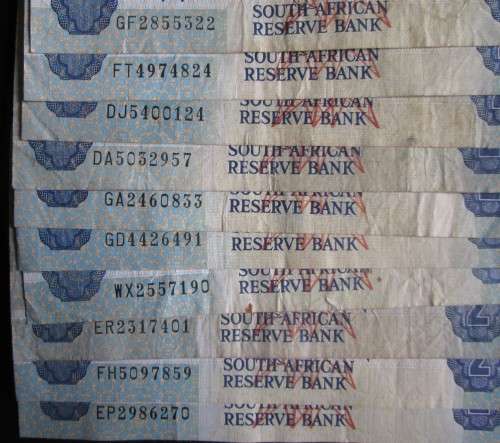 GF2855322
SOUTH AFRICAN
RESERVE BANK
FT4974824
SOUTH AFRICAN
RESERVE BANK
DJ5400124
SOUTH AFRICAN
RESERVE BANK
DA5032957
SOUTH AFRICAN
RESERVE BANK
GA2460833
SOUTH AFRICAN
RESERVE BANK
GD4426491
RESERVE BANK
WX2557190
SOUTH AFRICAN
RESERVE BANK
ER2317401
SOUTH AFRICAN
RESERVE BANK
FH5097859
SOUTH AFRICAN
RESERVE BANK
EP2986270
SOUTH AFRICAN
RESERVE BANK